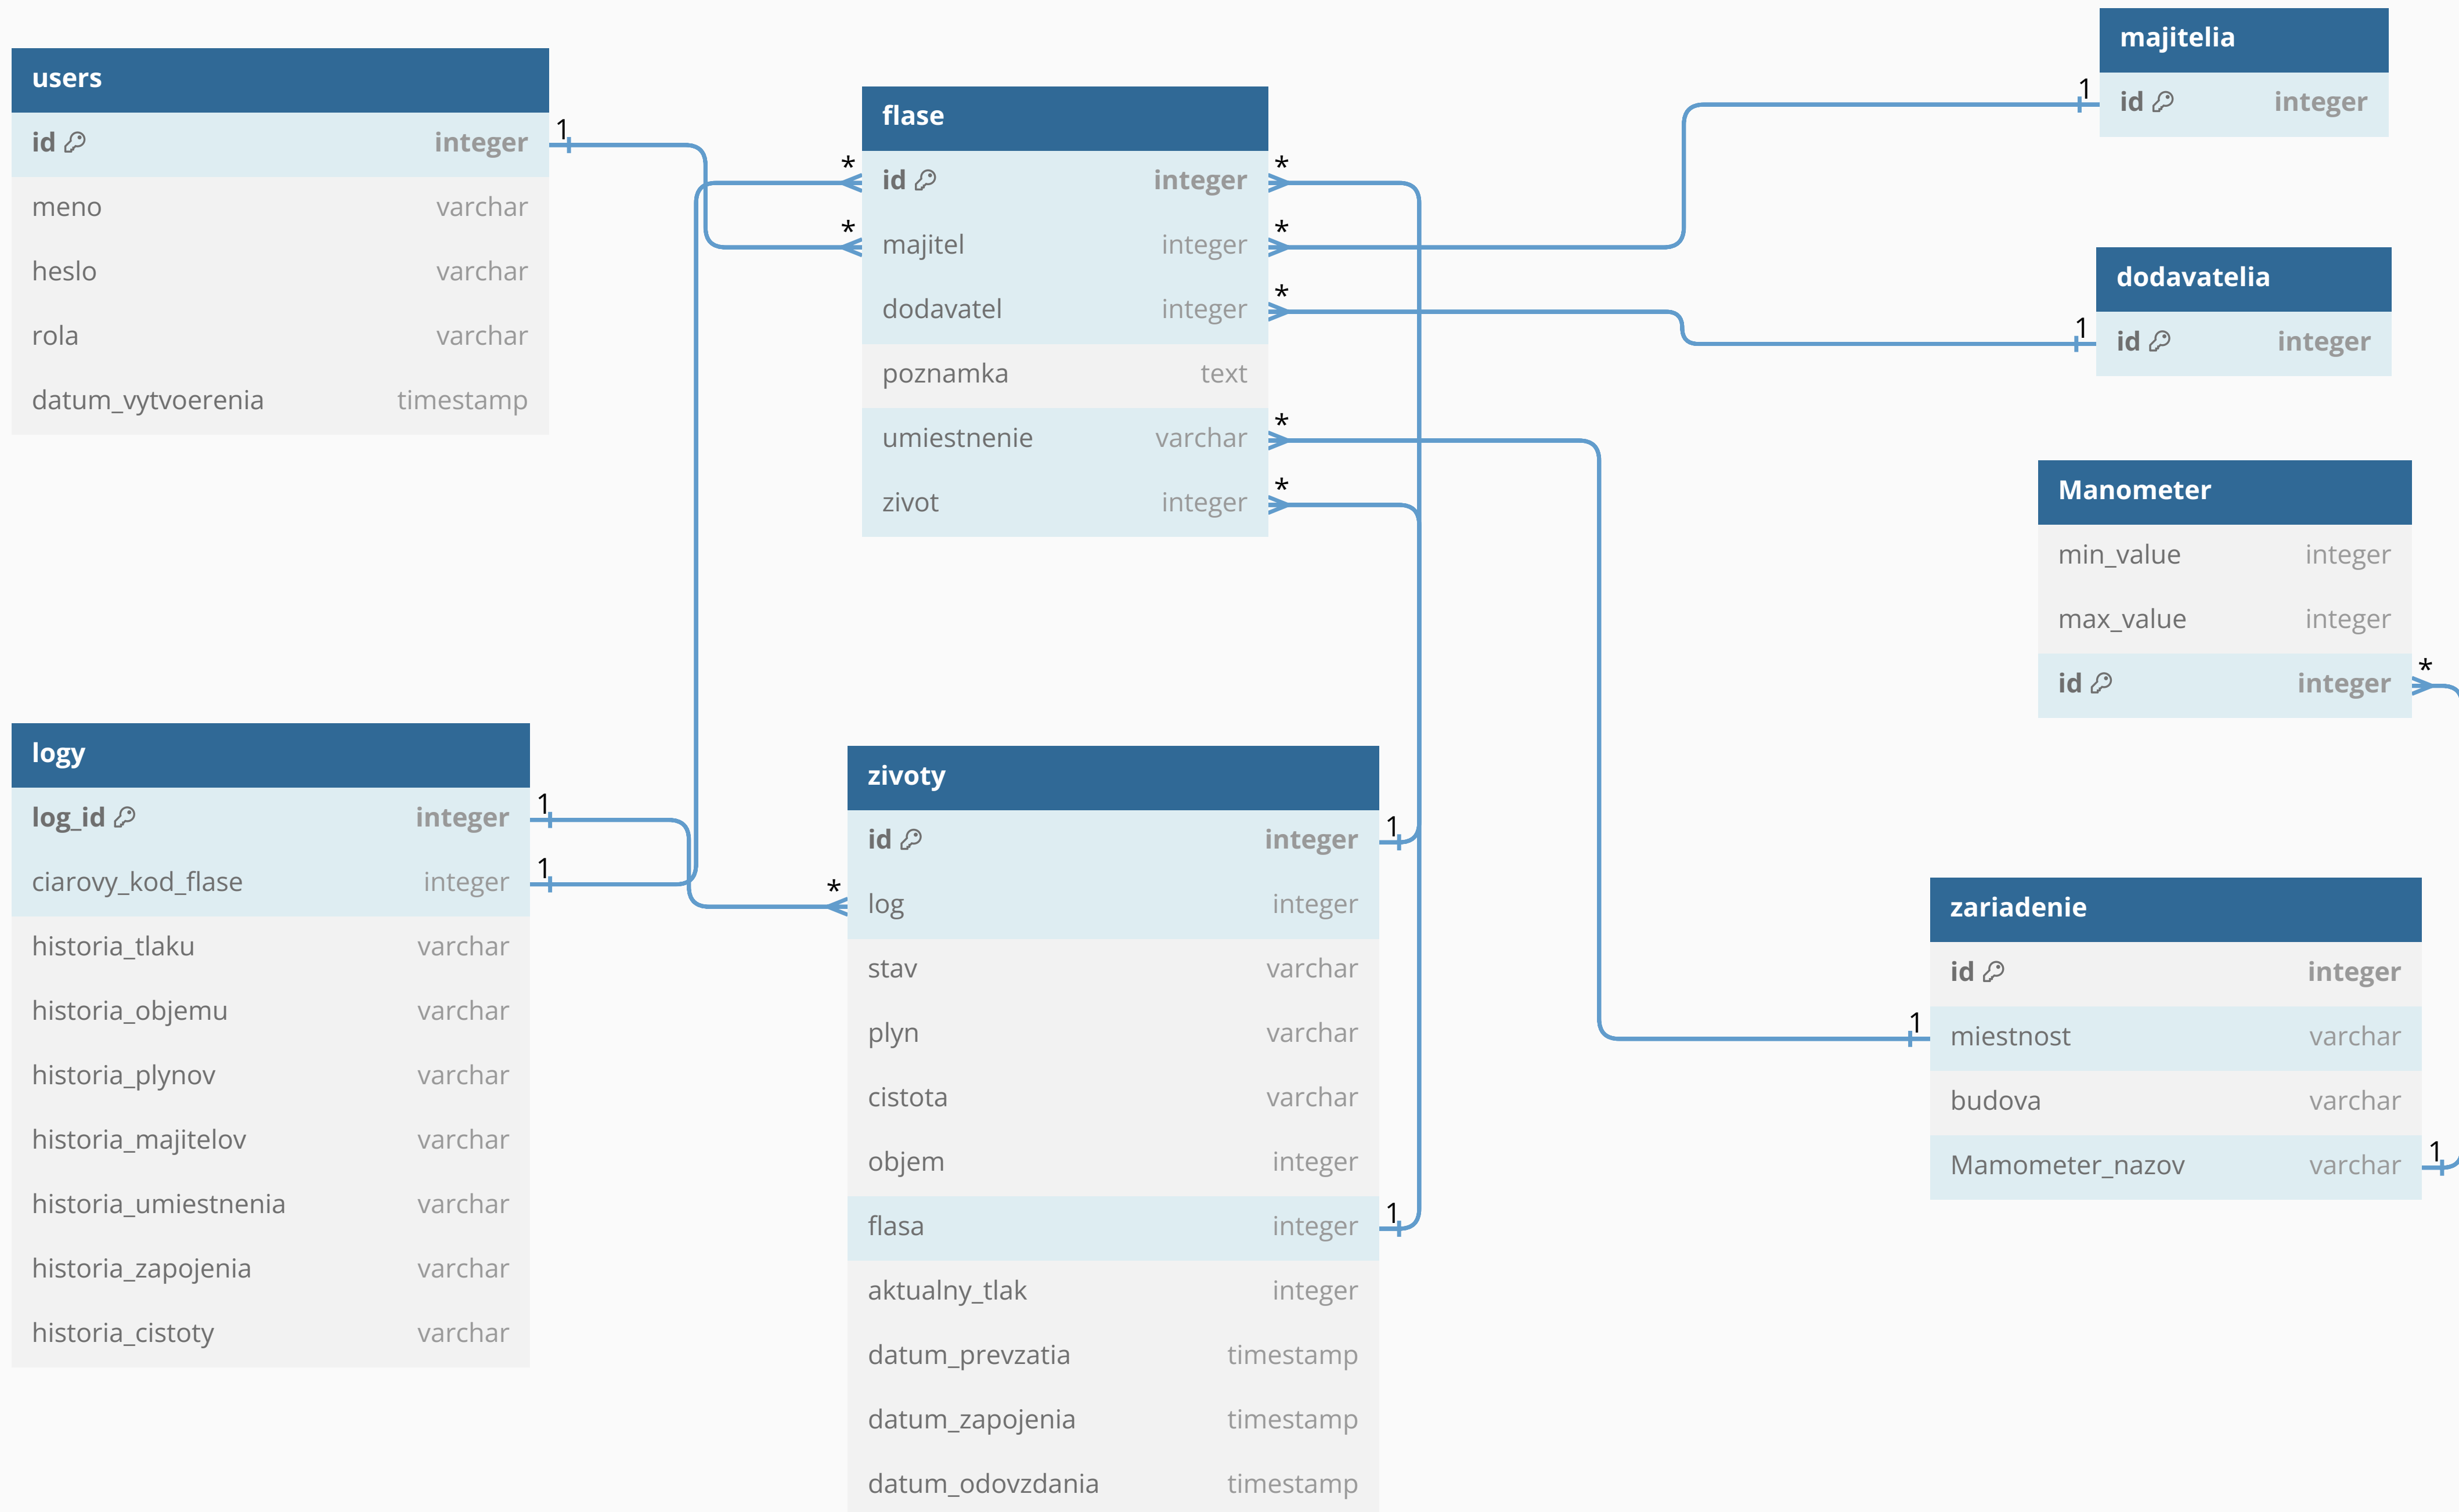 users
id integer
meno varchar
heslo varchar
rola varchar
datum_vytvoerenia timestamp
1
flase
* id integer *
* majitel integer *
dodavatel integer *
poznamka text
umiestnenie varchar *
zivot integer *
majitelia
1 id integer
dodavatelia
1 id integer
Manometer
min_value integer
max_value integer
id integer *
logy
log_id integer 1
ciarovy_kod_flase integer 1
historia_tlaku varchar
historia_objemu varchar
historia_plynov varchar
historia_majitelov varchar
historia_umiestnenia varchar
historia_zapojenia varchar
historia_cistoty varchar
zivoty
id integer 1
* log integer
stav varchar
plyn varchar
cistota varchar
objem integer
flasa integer 1
aktualny_tlak integer
datum_prevzatia timestamp
datum_zapojenia timestamp
datum_odovzdania timestamp
zariadenie
id integer
1 miestnost varchar
budova varchar
Mamometer_nazov varchar 1